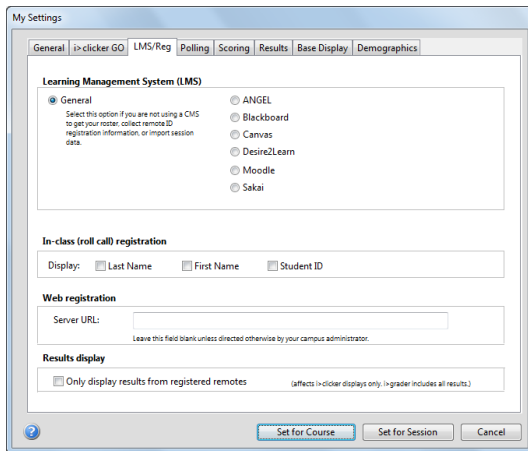 My Settings
General i>clicker GO LMS/Reg Polling Scoring Results Base Display Demographics
Learning Management System (LMS)
General
Select this option if you are not using a CMS
to get your roster, collect remote ID
registration information, or import session
data.
ANGEL
Blackboard
Canvas
Desire2Learn
Moodle
Sakai
In-class (roll call) registration
Display: Last Name First Name Student ID
Web registration
Server URL:
Leave this field blank unless directed otherwise by your campus administrator.
Results display
Only display results from registered remotes (affects i>clicker displays only. i>grader includes all results.)
? Set for Course Set for Session Cancel